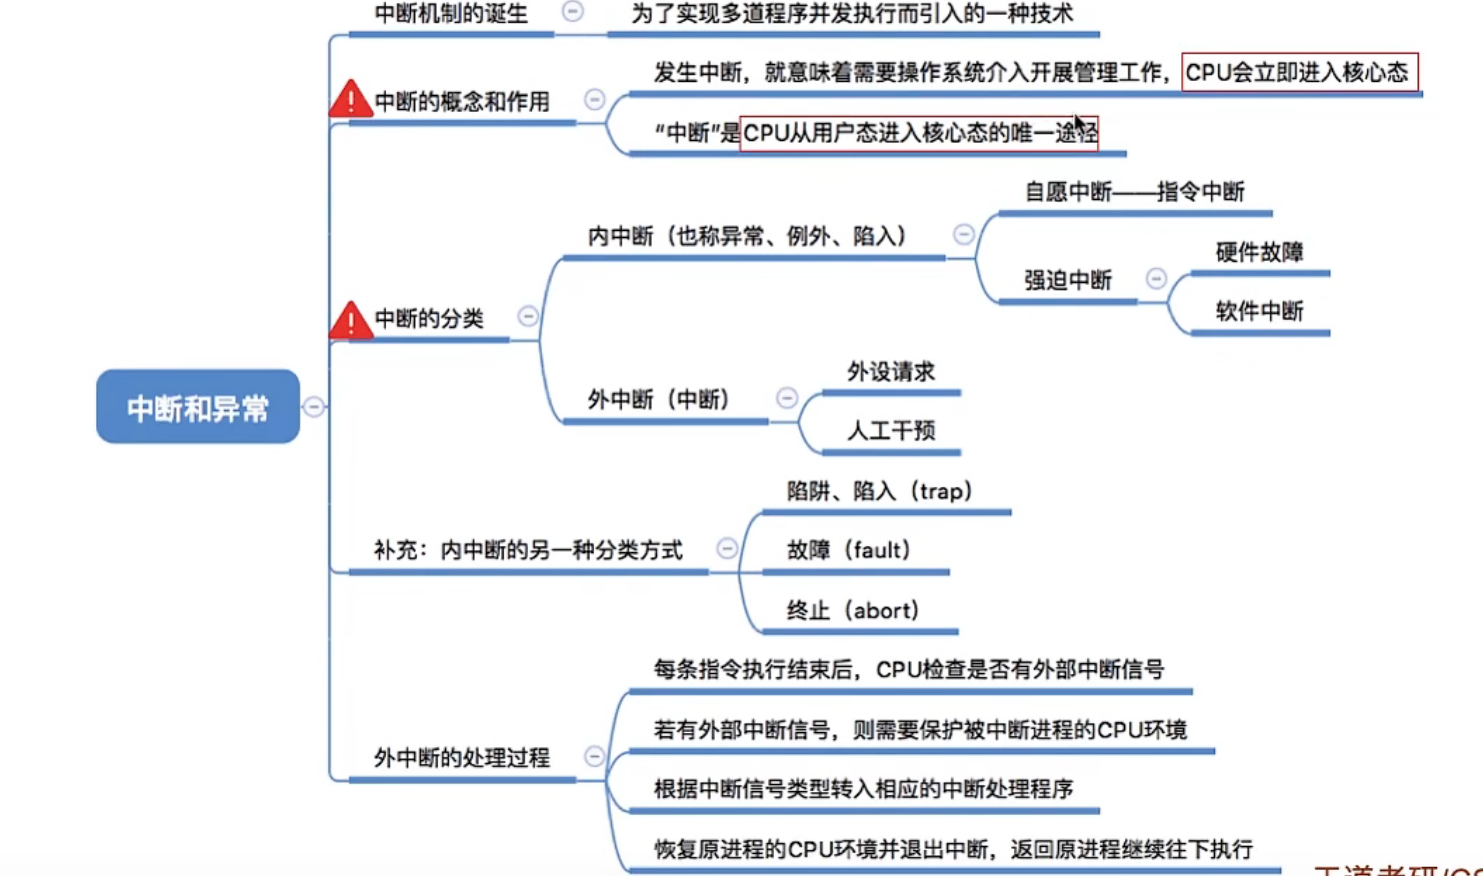 中断机制的诞生
为了实现多道程序并发执行而引入的一种技术
中断的概念和作用
发生中断，就意味着需要操作系统介入开展管理工作，CPU会立即进入核心态
“中断”是CPU从用户态进入核心态的唯一途径
中断的分类
内中断（也称异常、例外、陷入）
自愿中断——指令中断
强迫中断
硬件故障
软件中断
外中断（中断）
外设请求
人工干预
中断和异常
补充：内中断的另一种分类方式
陷阱、陷入（trap）
故障（fault）
终止（abort）
外中断的处理过程
每条指令执行结束后，CPU检查是否有外部中断信号
若有外部中断信号，则需要保护被中断进程的CPU环境
根据中断信号类型转入相应的中断处理程序
恢复原进程的CPU环境并退出中断，返回原进程继续往下执行